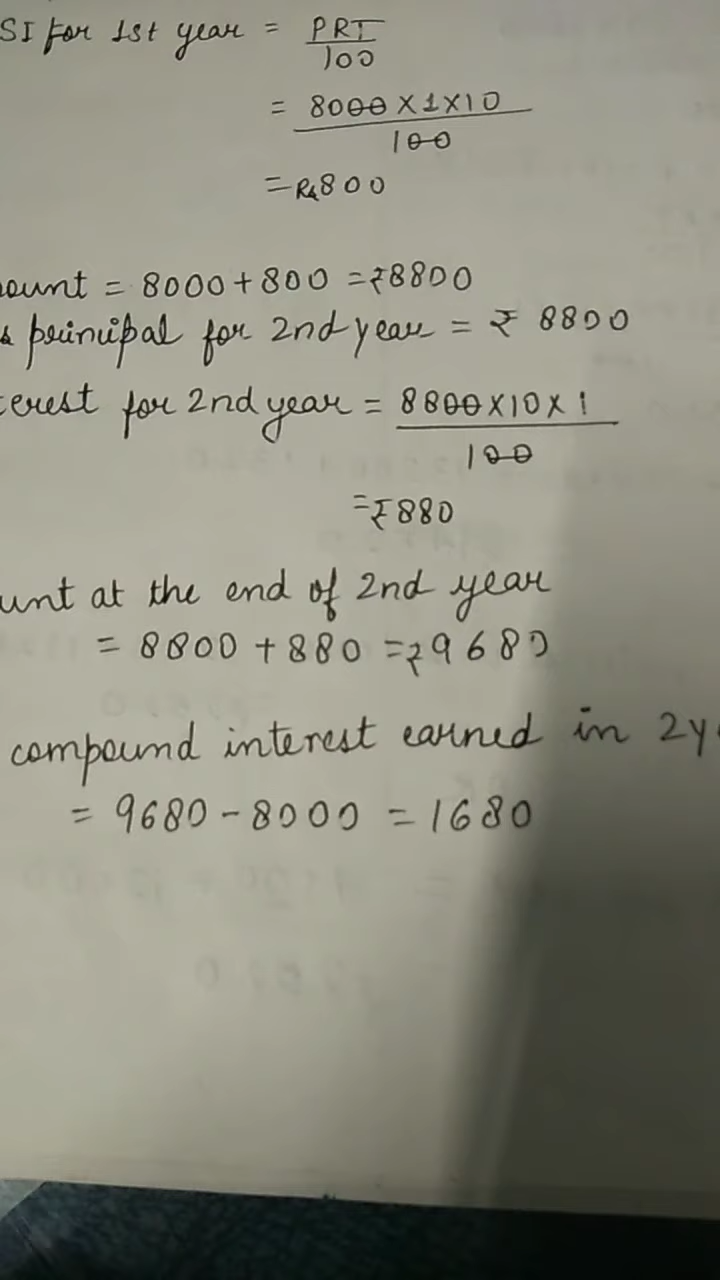 SI for 1st year = PRT
100
= 8000 × 1 × 10
100
= Rs 800
ount = 8000 + 800 = ₹8800
principal for 2nd year = ₹ 8800
erest for 2nd year = 8800 × 10 × 1
100
= ₹880
unt at the end of 2nd year
= 8800 + 880 = ₹9680
compound interest earned in 2y
= 9680 - 8000 = 1680